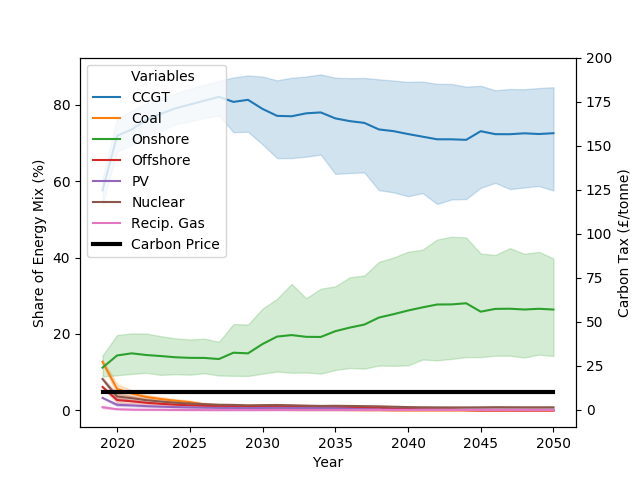 Variables
CCGT
Coal
Onshore
Offshore
PV
Nuclear
Recip. Gas
Carbon Price
Share of Energy Mix (%)
80
60
40
20
0
Carbon Tax (£/tonne)
200
175
150
125
100
75
50
25
0
2020 2025 2030 2035 2040 2045 2050
Year